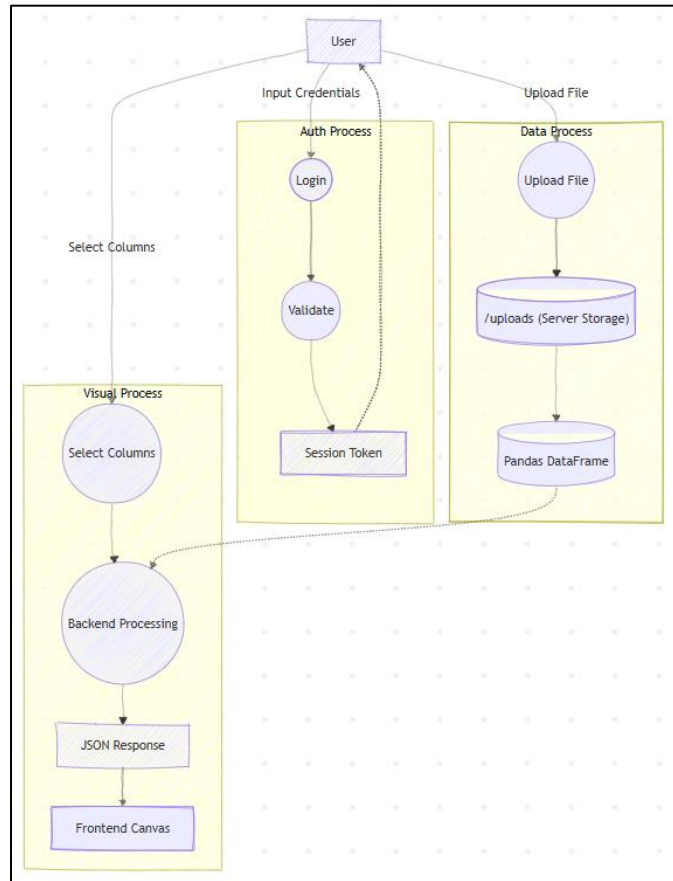 User
Input Credentials
Upload File
Auth Process
Data Process
Login
Upload File
Select Columns
Validate
/uploads (Server Storage)
Visual Process
Select Columns
Session Token
Pandas DataFrame
Backend Processing
JSON Response
Frontend Canvas